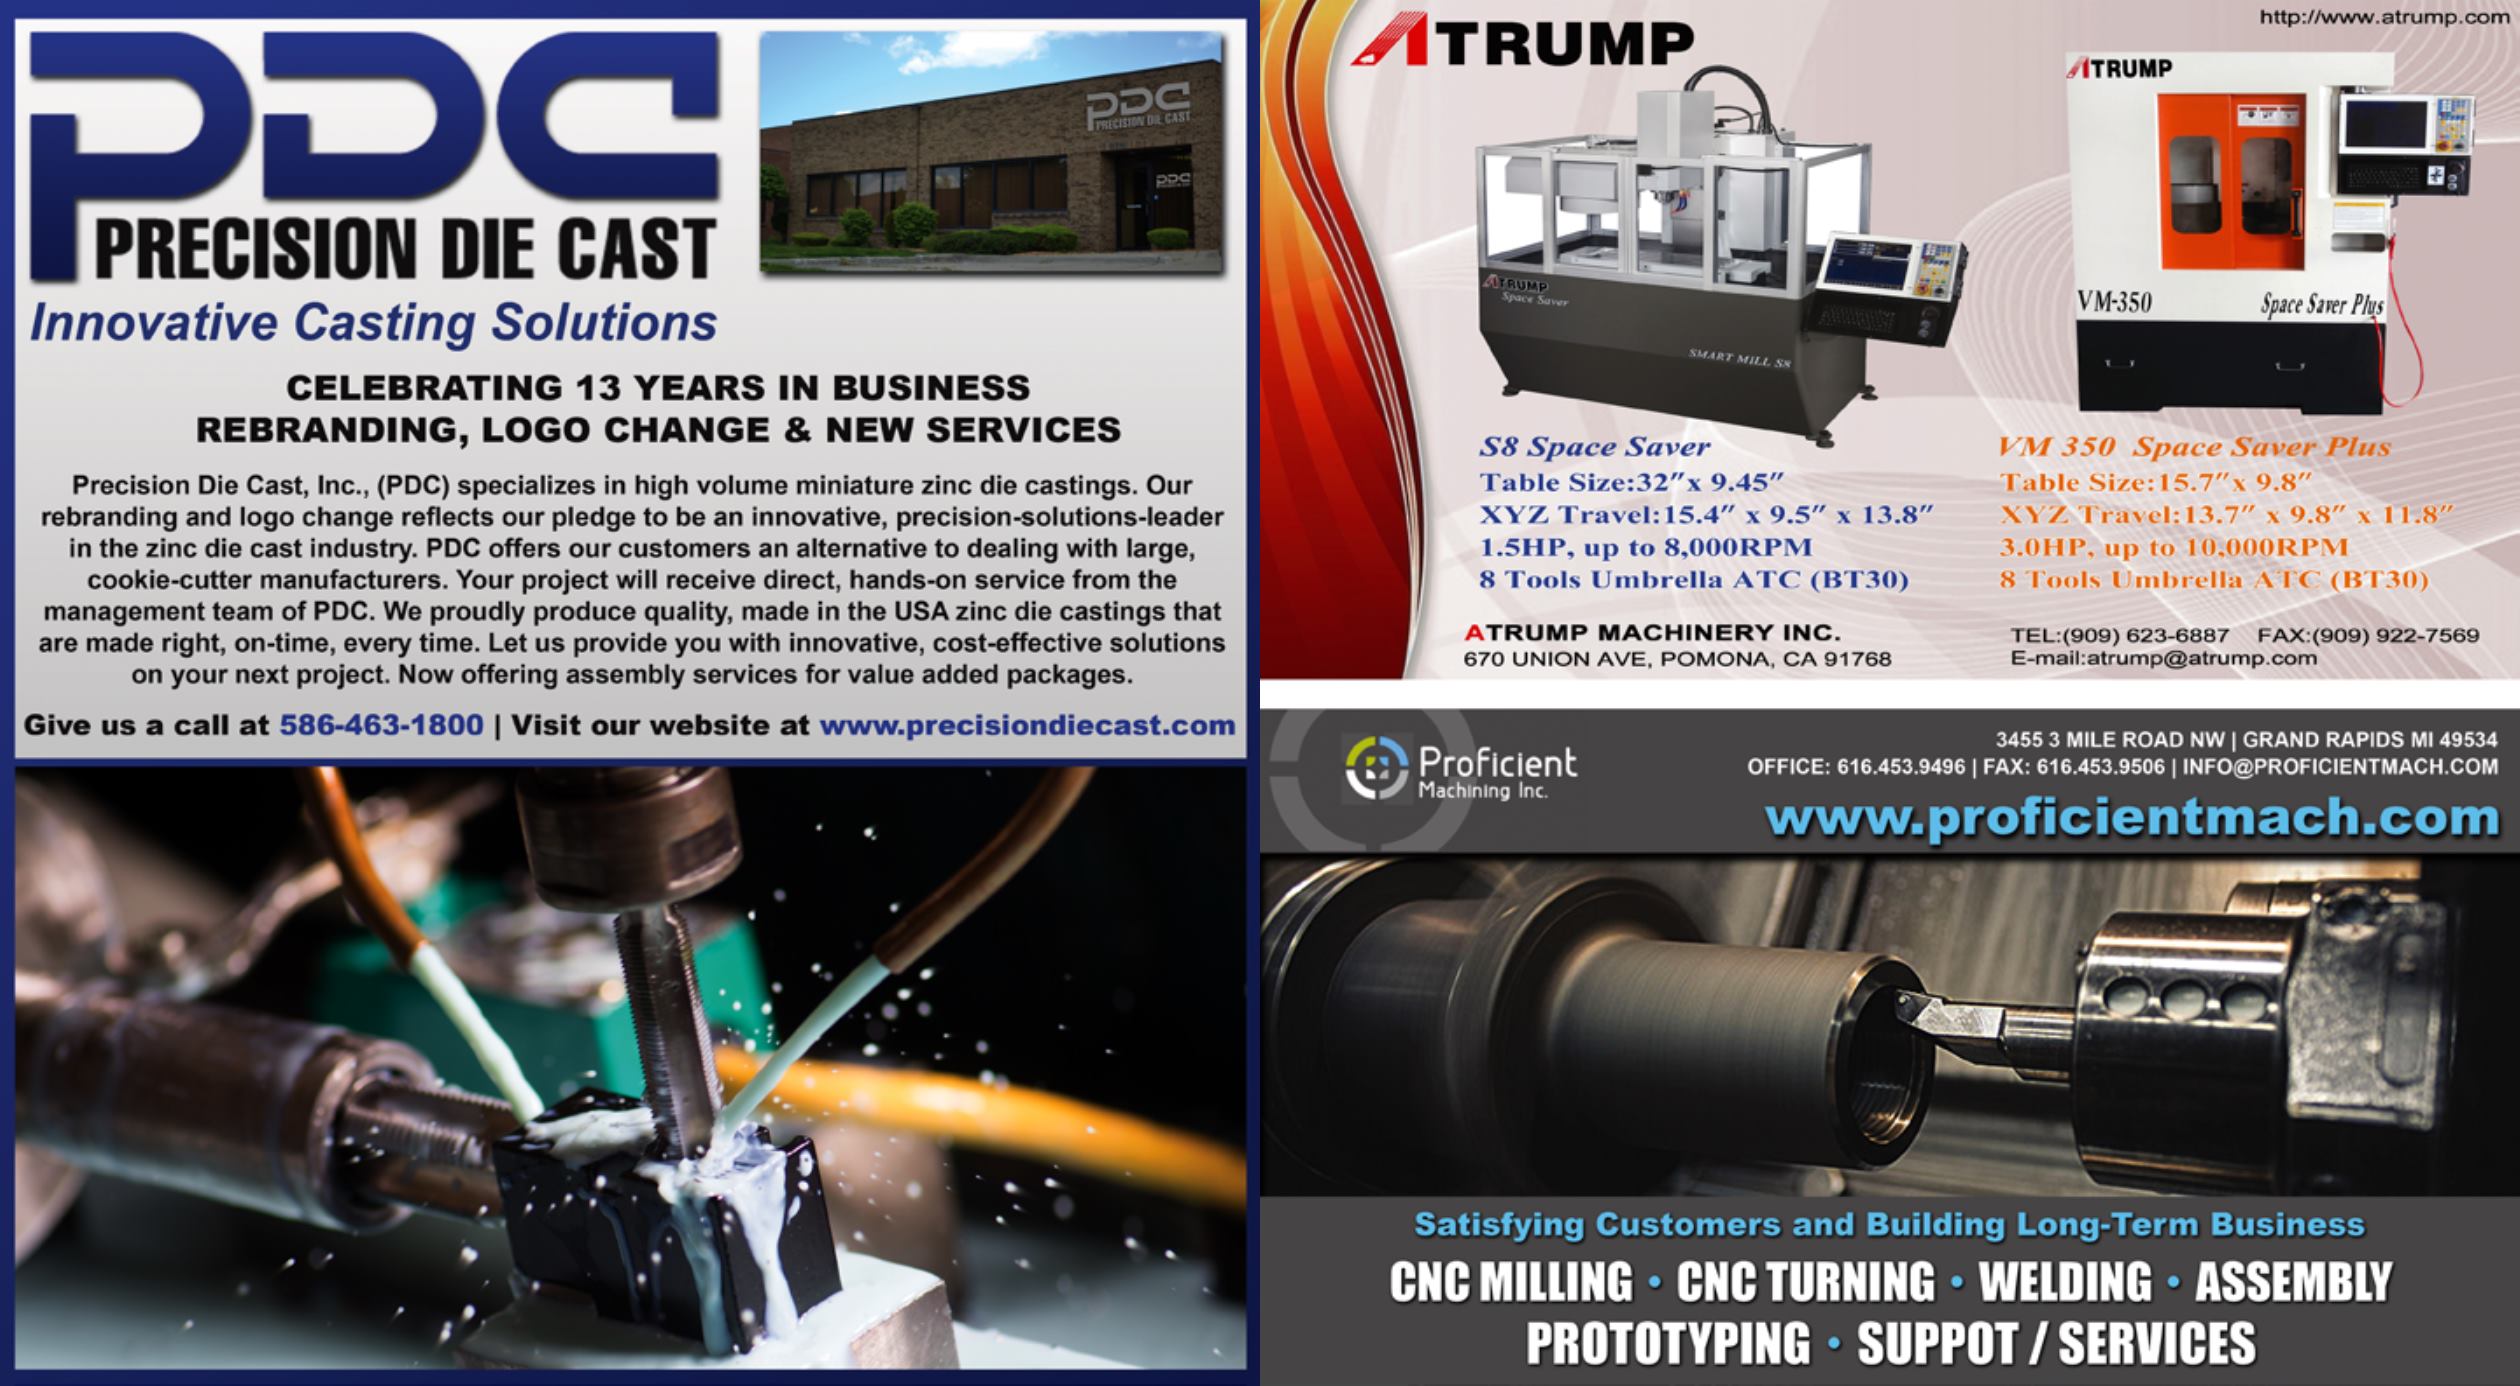 PDC
PRECISION DIE CAST
Innovative Casting Solutions
PDC
PRECISION DIE CAST
PDC
CELEBRATING 13 YEARS IN BUSINESS
REBRANDING, LOGO CHANGE & NEW SERVICES
Precision Die Cast, Inc., (PDC) specializes in high volume miniature zinc die castings. Our
rebranding and logo change reflects our pledge to be an innovative, precision-solutions-leader
in the zinc die cast industry. PDC offers our customers an alternative to dealing with large,
cookie-cutter manufacturers. Your project will receive direct, hands-on service from the
management team of PDC. We proudly produce quality, made in the USA zinc die castings that
are made right, on-time, every time. Let us provide you with innovative, cost-effective solutions
on your next project. Now offering assembly services for value added packages.
Give us a call at 586-463-1800 | Visit our website at www.precisiondiecast.com
ATRUMP
http://www.atrump.com
ATRUMP
Space Saver
SMART MILL S8
ATRUMP
VM-350 Space Saver Plus
S8 Space Saver
Table Size:32"x 9.45"
XYZ Travel:15.4" x 9.5" x 13.8"
1.5HP, up to 8,000RPM
8 Tools Umbrella ATC (BT30)
VM 350 Space Saver Plus
Table Size:15.7"x 9.8"
XYZ Travel:13.7" x 9.8" x 11.8"
3.0HP, up to 10,000RPM
8 Tools Umbrella ATC (BT30)
ATRUMP MACHINERY INC.
670 UNION AVE, POMONA, CA 91768
TEL:(909) 623-6887 FAX:(909) 922-7569
E-mail:atrump@atrump.com
Proficient
Machining Inc.
3455 3 MILE ROAD NW | GRAND RAPIDS MI 49534
OFFICE: 616.453.9496 | FAX: 616.453.9506 | INFO@PROFICIENTMACH.COM
www.proficientmach.com
Satisfying Customers and Building Long-Term Business
CNC MILLING • CNC TURNING • WELDING • ASSEMBLY
PROTOTYPING • SUPPOT / SERVICES